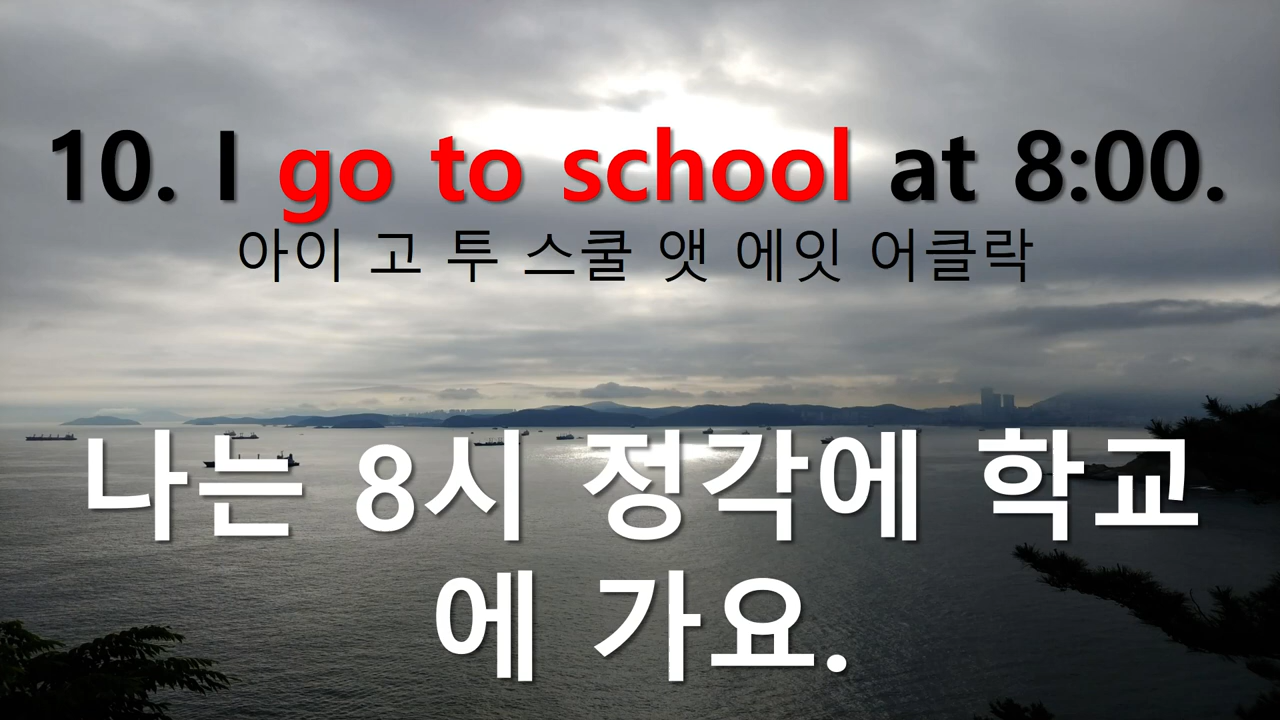 10. I go to school at 8:00.
아이 고 투 스쿨 앳 에잇 어클락
나는 8시 정각에 학교
에 가요.